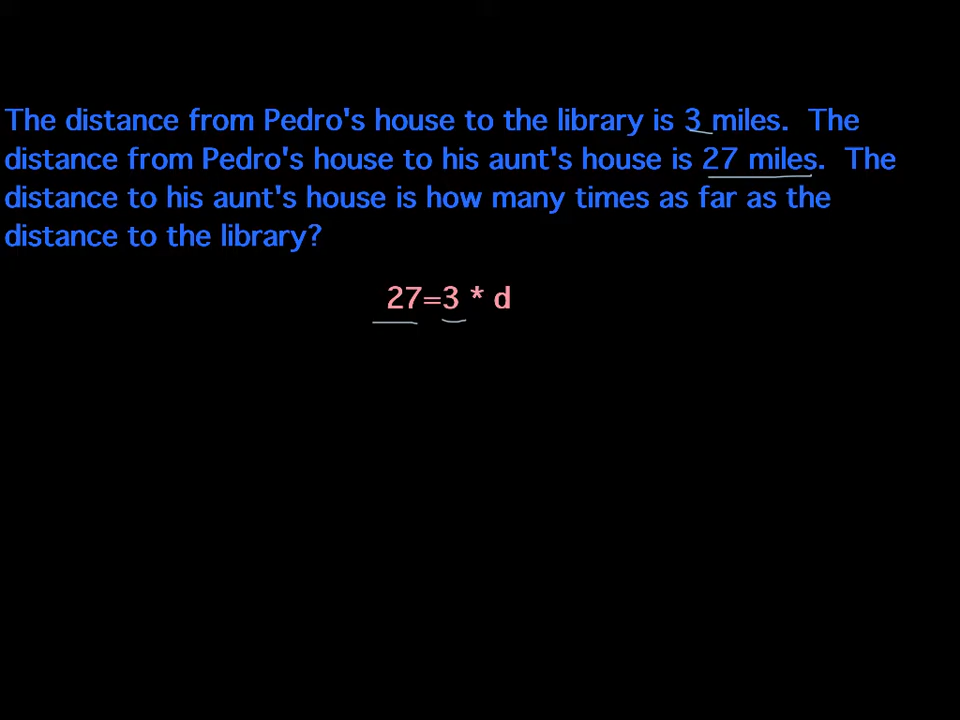 The distance from Pedro's house to the library is 3 miles.  The
distance from Pedro's house to his aunt's house is 27 miles.  The
distance to his aunt's house is how many times as far as the
distance to the library?
27=3 * d